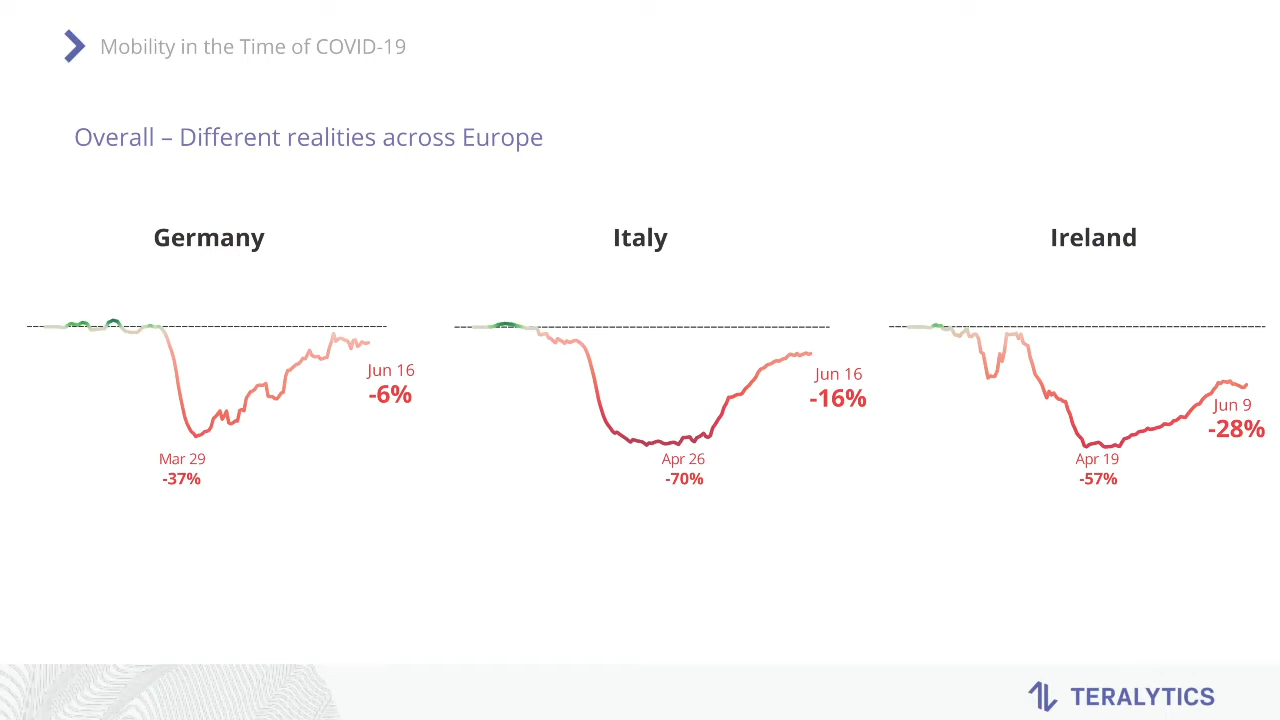 Mobility in the Time of COVID-19
Overall – Different realities across Europe
Germany
Italy
Ireland
Jun 16
-6%
Mar 29
-37%
Jun 16
-16%
Apr 26
-70%
Jun 9
-28%
Apr 19
-57%
TERALYTICS